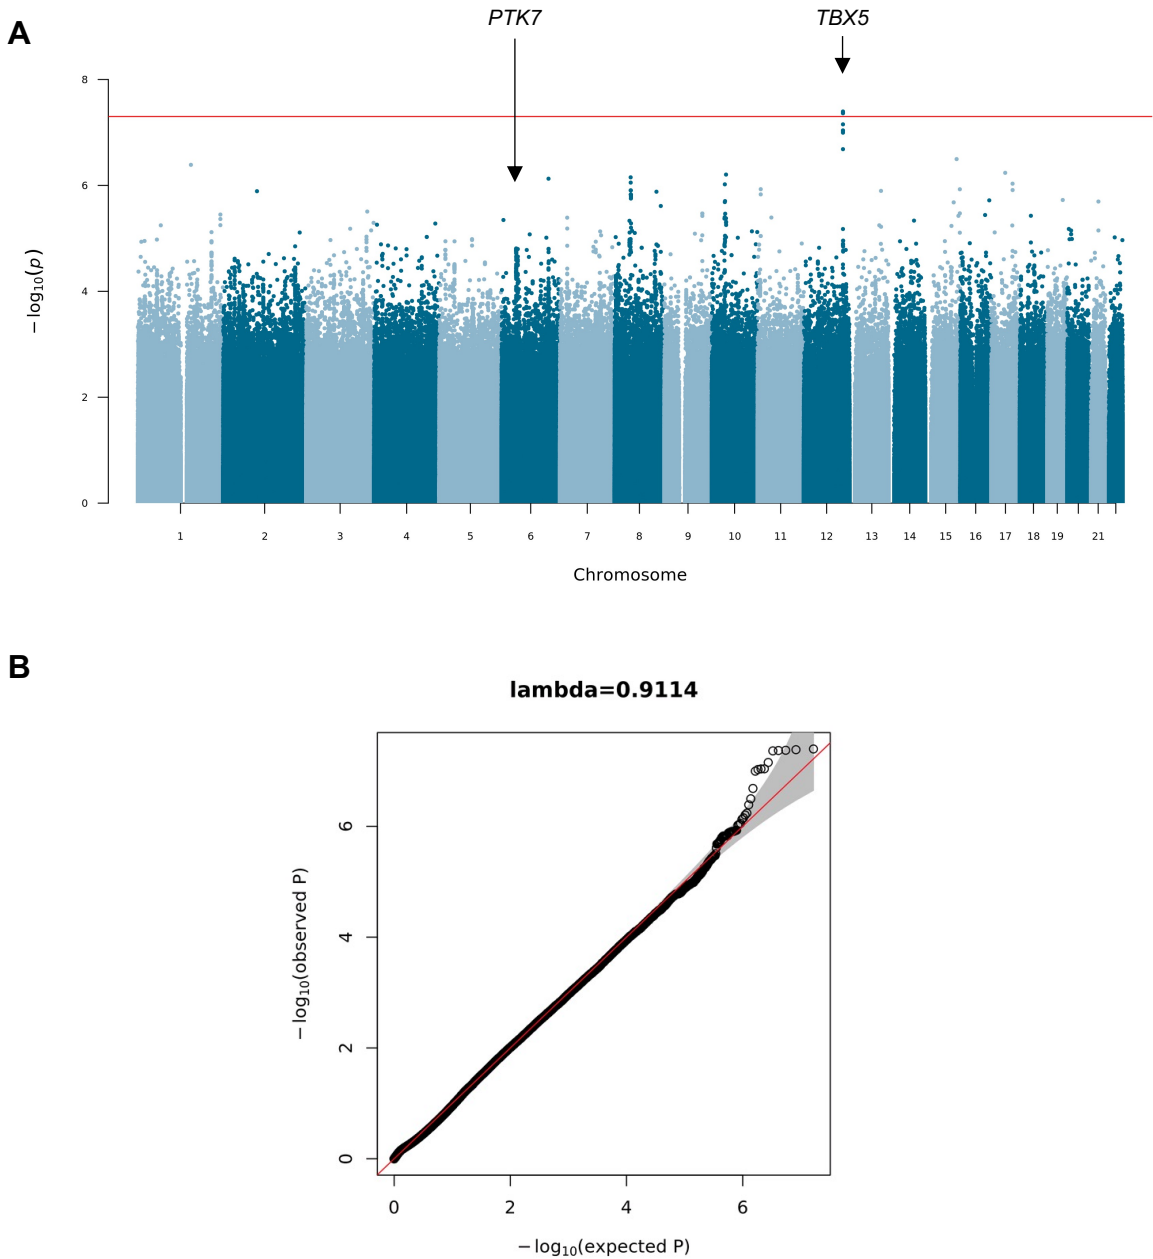 A
PTK7 TBX5
8
6
4
2
0
−log10(p)
1 2 3 4 5 6 7 8 9 10 11 12 13 14 15 16 17 18 19 21
Chromosome
B
lambda=0.9114
6
4
2
0
−log10(observed P)
0 2 4 6
−log10(expected P)